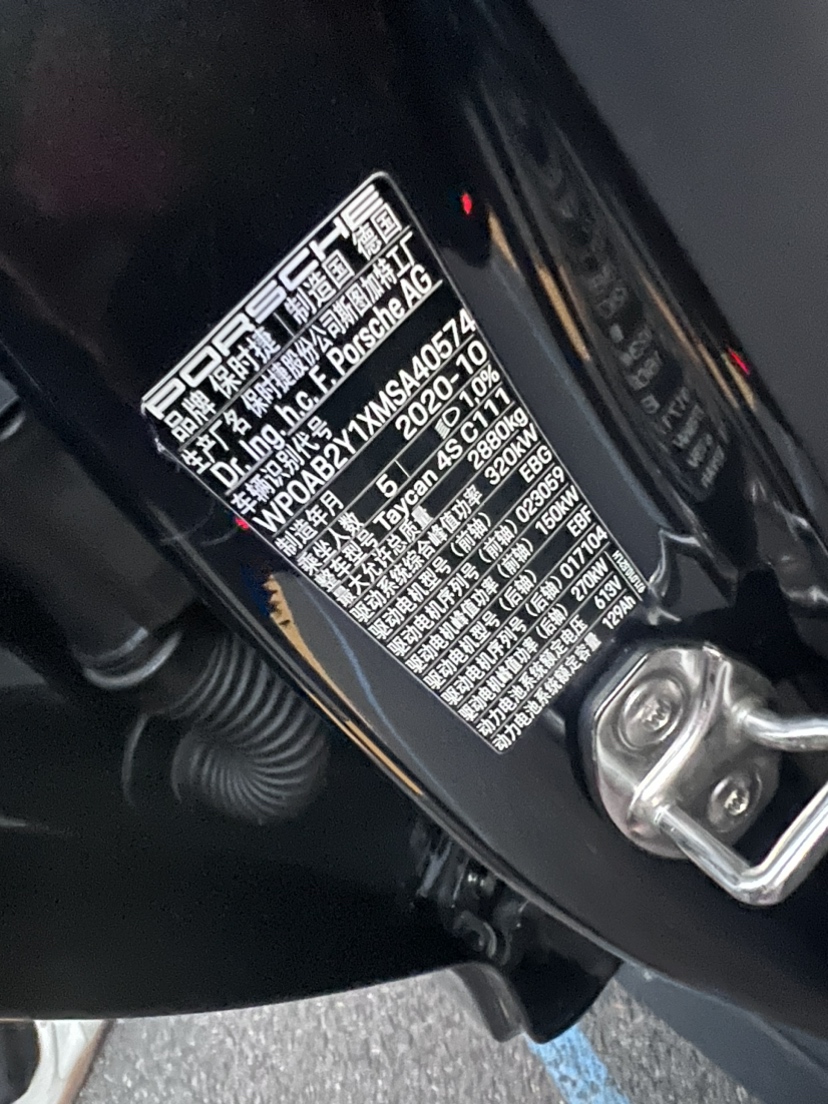 PORSCHE
品牌 保时捷 制造国 德国
生产厂名 保时捷股份公司斯图加特工厂
Dr. Ing. h.c. F. Porsche AG
车辆识别代号
WP0AB2Y1XMSA40574
制造年月 2020-10
乘坐人数 5 1.0%
整车型号 Taycan 4S C111
最大允许总质量 2880kg
驱动系统综合峰值功率 320kW
驱动电机型号(前轴) EBG
驱动电机序列号(前轴) 023059
驱动电机峰值功率(前轴) 150kW
驱动电机型号(后轴) EBF
驱动电机序列号(后轴) 017104
驱动电机峰值功率(后轴) 270kW
动力电池系统额定电压 613V
动力电池系统额定容量 129Ah